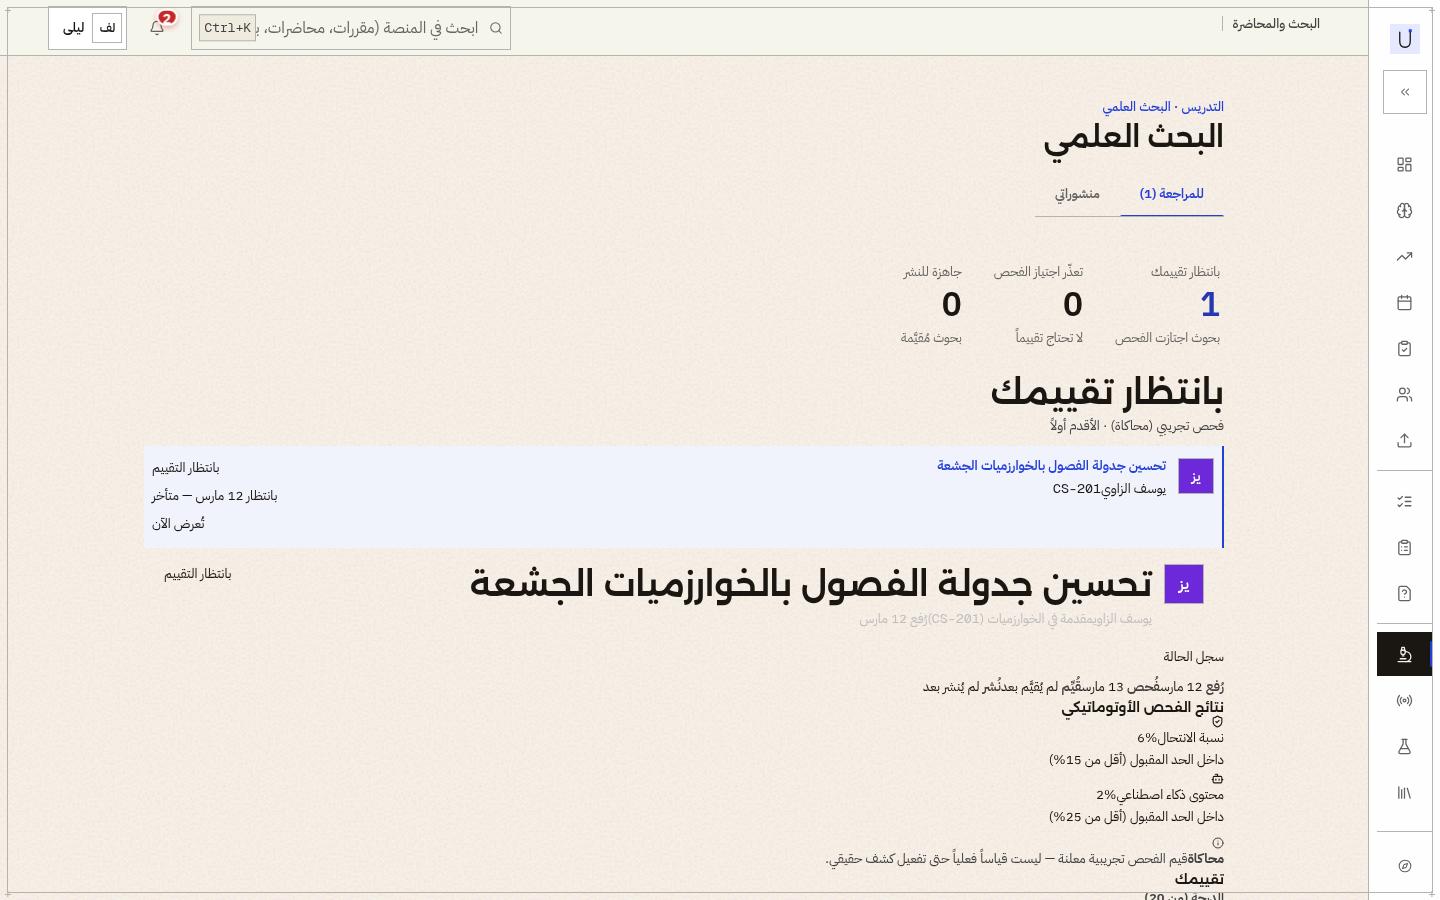 البحث والمحاضرة
ابحث في المنصة (مقررات، محاضرات، ب
Ctrl+K
2
لف
ليلى
التدريس · البحث العلمي
البحث العلمي
للمراجعة (1)
منشوراتي
بانتظار تقييمك
1
بحوث اجتازت الفحص
تعذّر اجتياز الفحص
0
لا تحتاج تقييماً
جاهزة للنشر
0
بحوث مُقيَّمة
بانتظار تقييمك
فحص تجريبي (محاكاة) · الأقدم أولاً
يز
تحسين جدولة الفصول بالخوارزميات الجشعة
يوسف الزاويCS-201
بانتظار التقييم
بانتظار 12 مارس — متأخر
تُعرض الآن
يز
تحسين جدولة الفصول بالخوارزميات الجشعة
بانتظار التقييم
يوسف الزاويمقدمة في الخوارزميات (CS-201)رُفع 12 مارس
سجل الحالة
رُفع 12 مارسفُحص 13 مارسقُيِّم لم يُقيَّم بعدنُشر لم يُنشر بعد
نتائج الفحص الأوتوماتيكي
نسبة الانتحال6%
داخل الحد المقبول (أقل من 15%)
محتوى ذكاء اصطناعي2%
داخل الحد المقبول (أقل من 25%)
محاكاةقيم الفحص تجريبية معلنة — ليست قياساً فعلياً حتى تفعيل كشف حقيقي.
تقييمك
الدرجة (من 20)